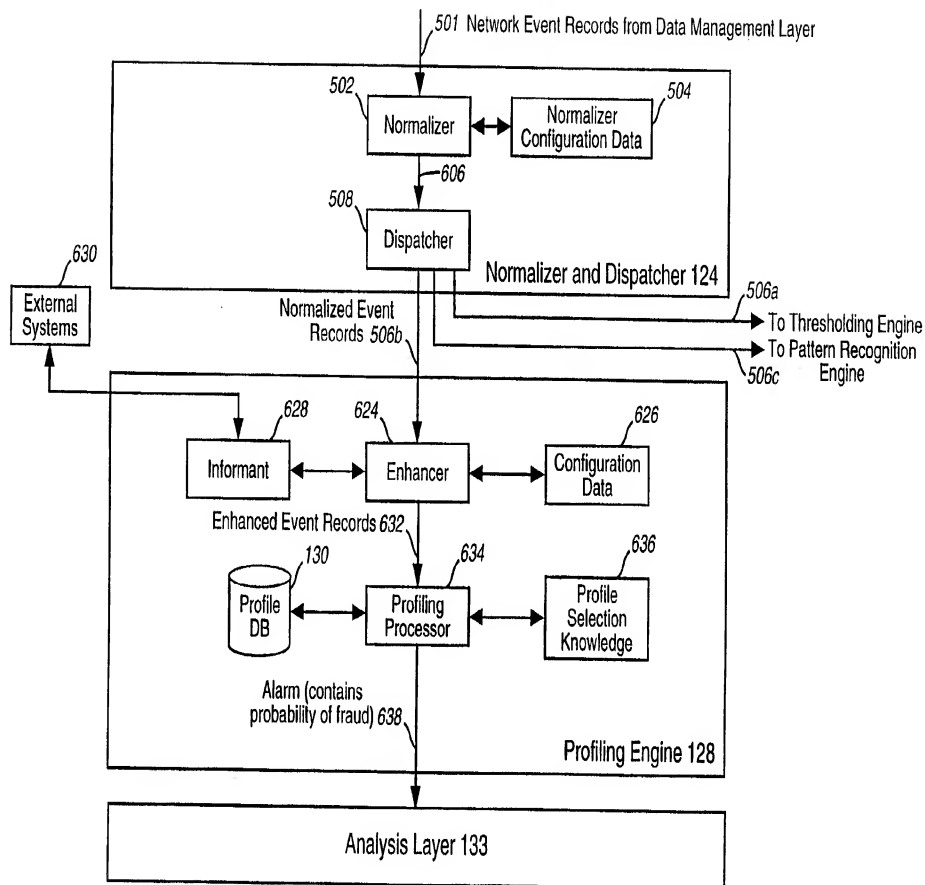 501 Network Event Records from Data Management Layer
502
504
Normalizer
Normalizer
Configuration Data
606
508
Dispatcher
Normalizer and Dispatcher 124
630
External
Systems
Normalized Event
Records 506b
506a
To Thresholding Engine
To Pattern Recognition
Engine
506c
628
624
626
Informant
Enhancer
Configuration
Data
Enhanced Event Records 632
130
634
636
Profile
DB
Profiling
Processor
Profile
Selection
Knowledge
Alarm (contains
probability of fraud) 638
Profiling Engine 128
Analysis Layer 133